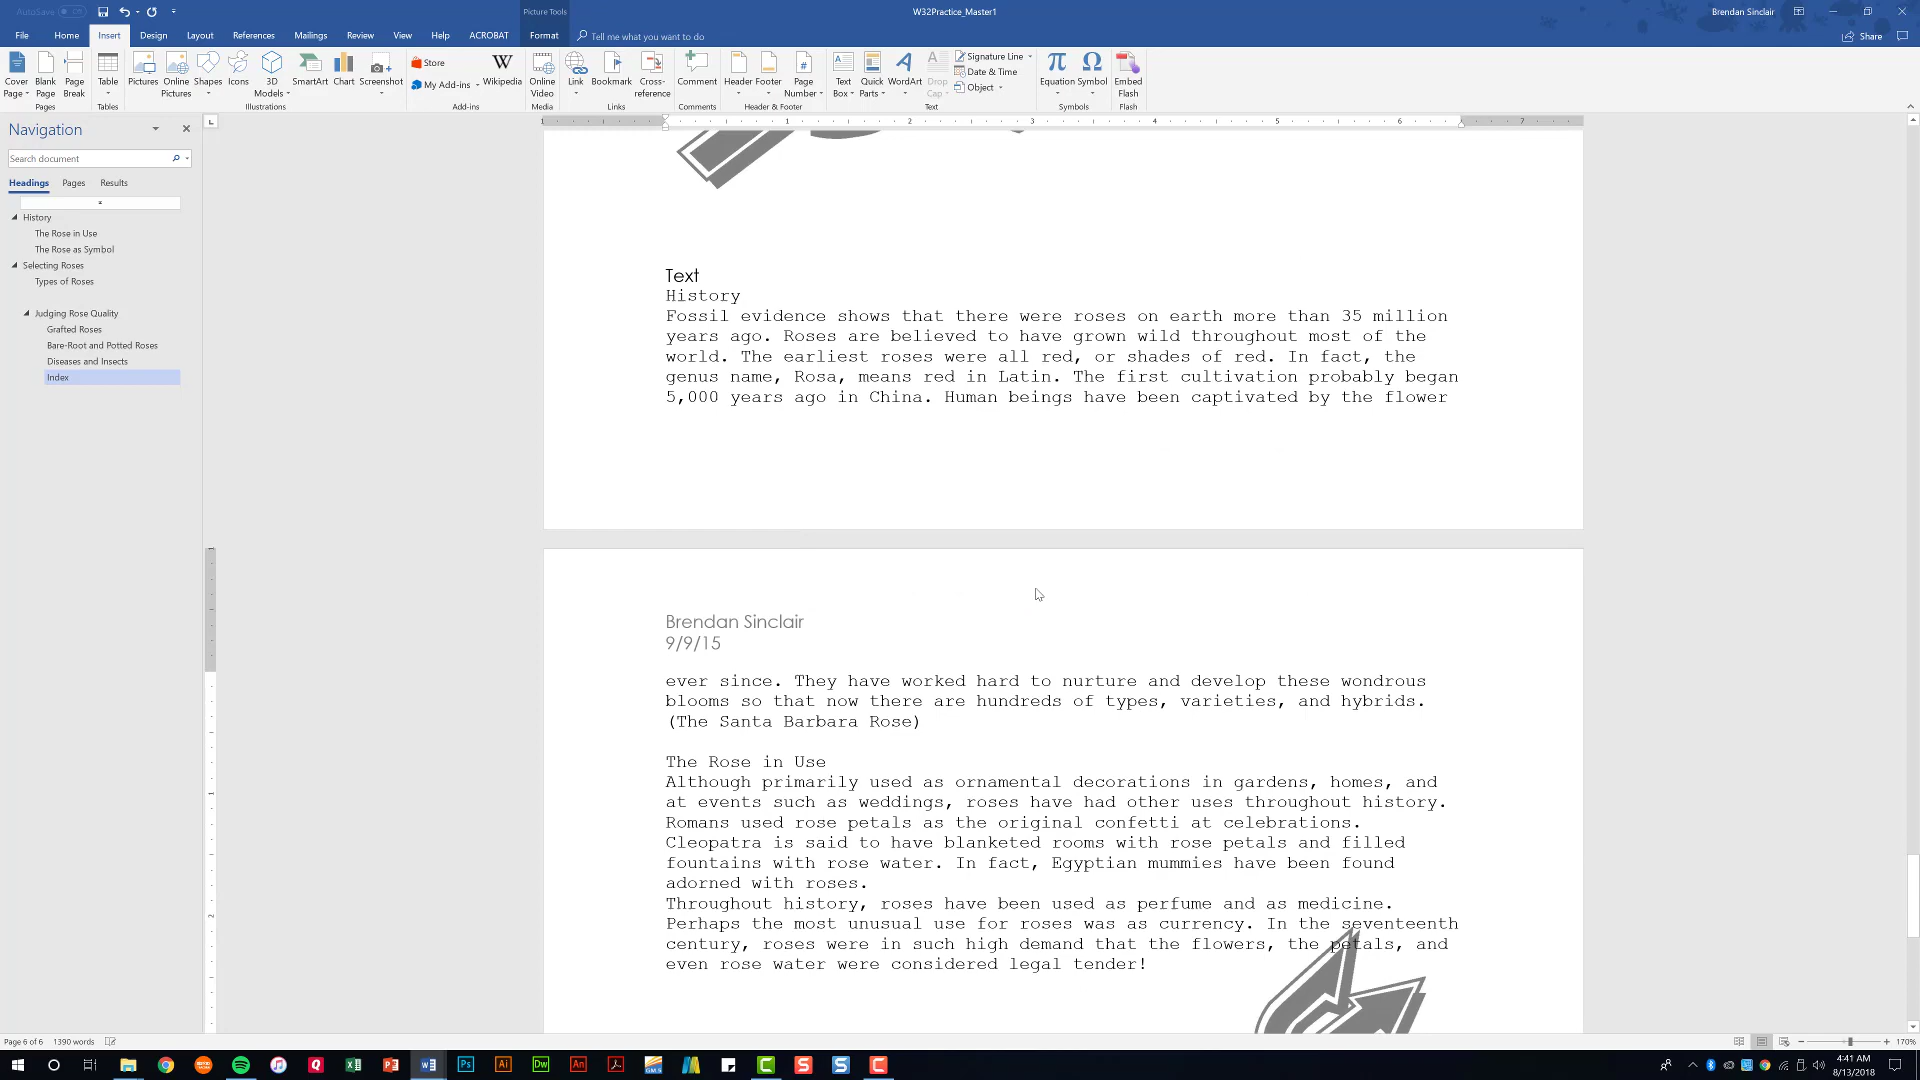 AutoSave
Picture Tools
W32Practice_Master1
Brendan Sinclair
File Home Insert Design Layout References Mailings Review View Help ACROBAT Format Tell me what you want to do Share
Cover Page
Blank Page
Page Break
Pages
Table
Tables
Pictures
Online Pictures
Shapes
Icons
3D Models
SmartArt
Chart
Screenshot
Illustrations
Store
My Add-ins
Wikipedia
Add-ins
Online Video
Media
Link
Bookmark
Cross-reference
Links
Comment
Comments
Header
Footer
Page Number
Header & Footer
Text Box
Quick Parts
WordArt
Drop Cap
Signature Line
Date & Time
Object
Text
Equation
Symbol
Symbols
Embed Flash
Flash
Navigation
Search document
Headings Pages Results
History
The Rose in Use
The Rose as Symbol
Selecting Roses
Types of Roses
Judging Rose Quality
Grafted Roses
Bare-Root and Potted Roses
Diseases and Insects
Index
1 1 2 3 4 5 6 7
Text
History
Fossil evidence shows that there were roses on earth more than 35 million
years ago. Roses are believed to have grown wild throughout most of the
world. The earliest roses were all red, or shades of red. In fact, the
genus name, Rosa, means red in Latin. The first cultivation probably began
5,000 years ago in China. Human beings have been captivated by the flower
Brendan Sinclair
9/9/15
ever since. They have worked hard to nurture and develop these wondrous
blooms so that now there are hundreds of types, varieties, and hybrids.
(The Santa Barbara Rose)
The Rose in Use
Although primarily used as ornamental decorations in gardens, homes, and
at events such as weddings, roses have had other uses throughout history.
Romans used rose petals as the original confetti at celebrations.
Cleopatra is said to have blanketed rooms with rose petals and filled
fountains with rose water. In fact, Egyptian mummies have been found
adorned with roses.
Throughout history, roses have been used as perfume and as medicine.
Perhaps the most unusual use for roses was as currency. In the seventeenth
century, roses were in such high demand that the flowers, the petals, and
even rose water were considered legal tender!
Page 6 of 6 1390 words
170%
4:41 AM
8/13/2018